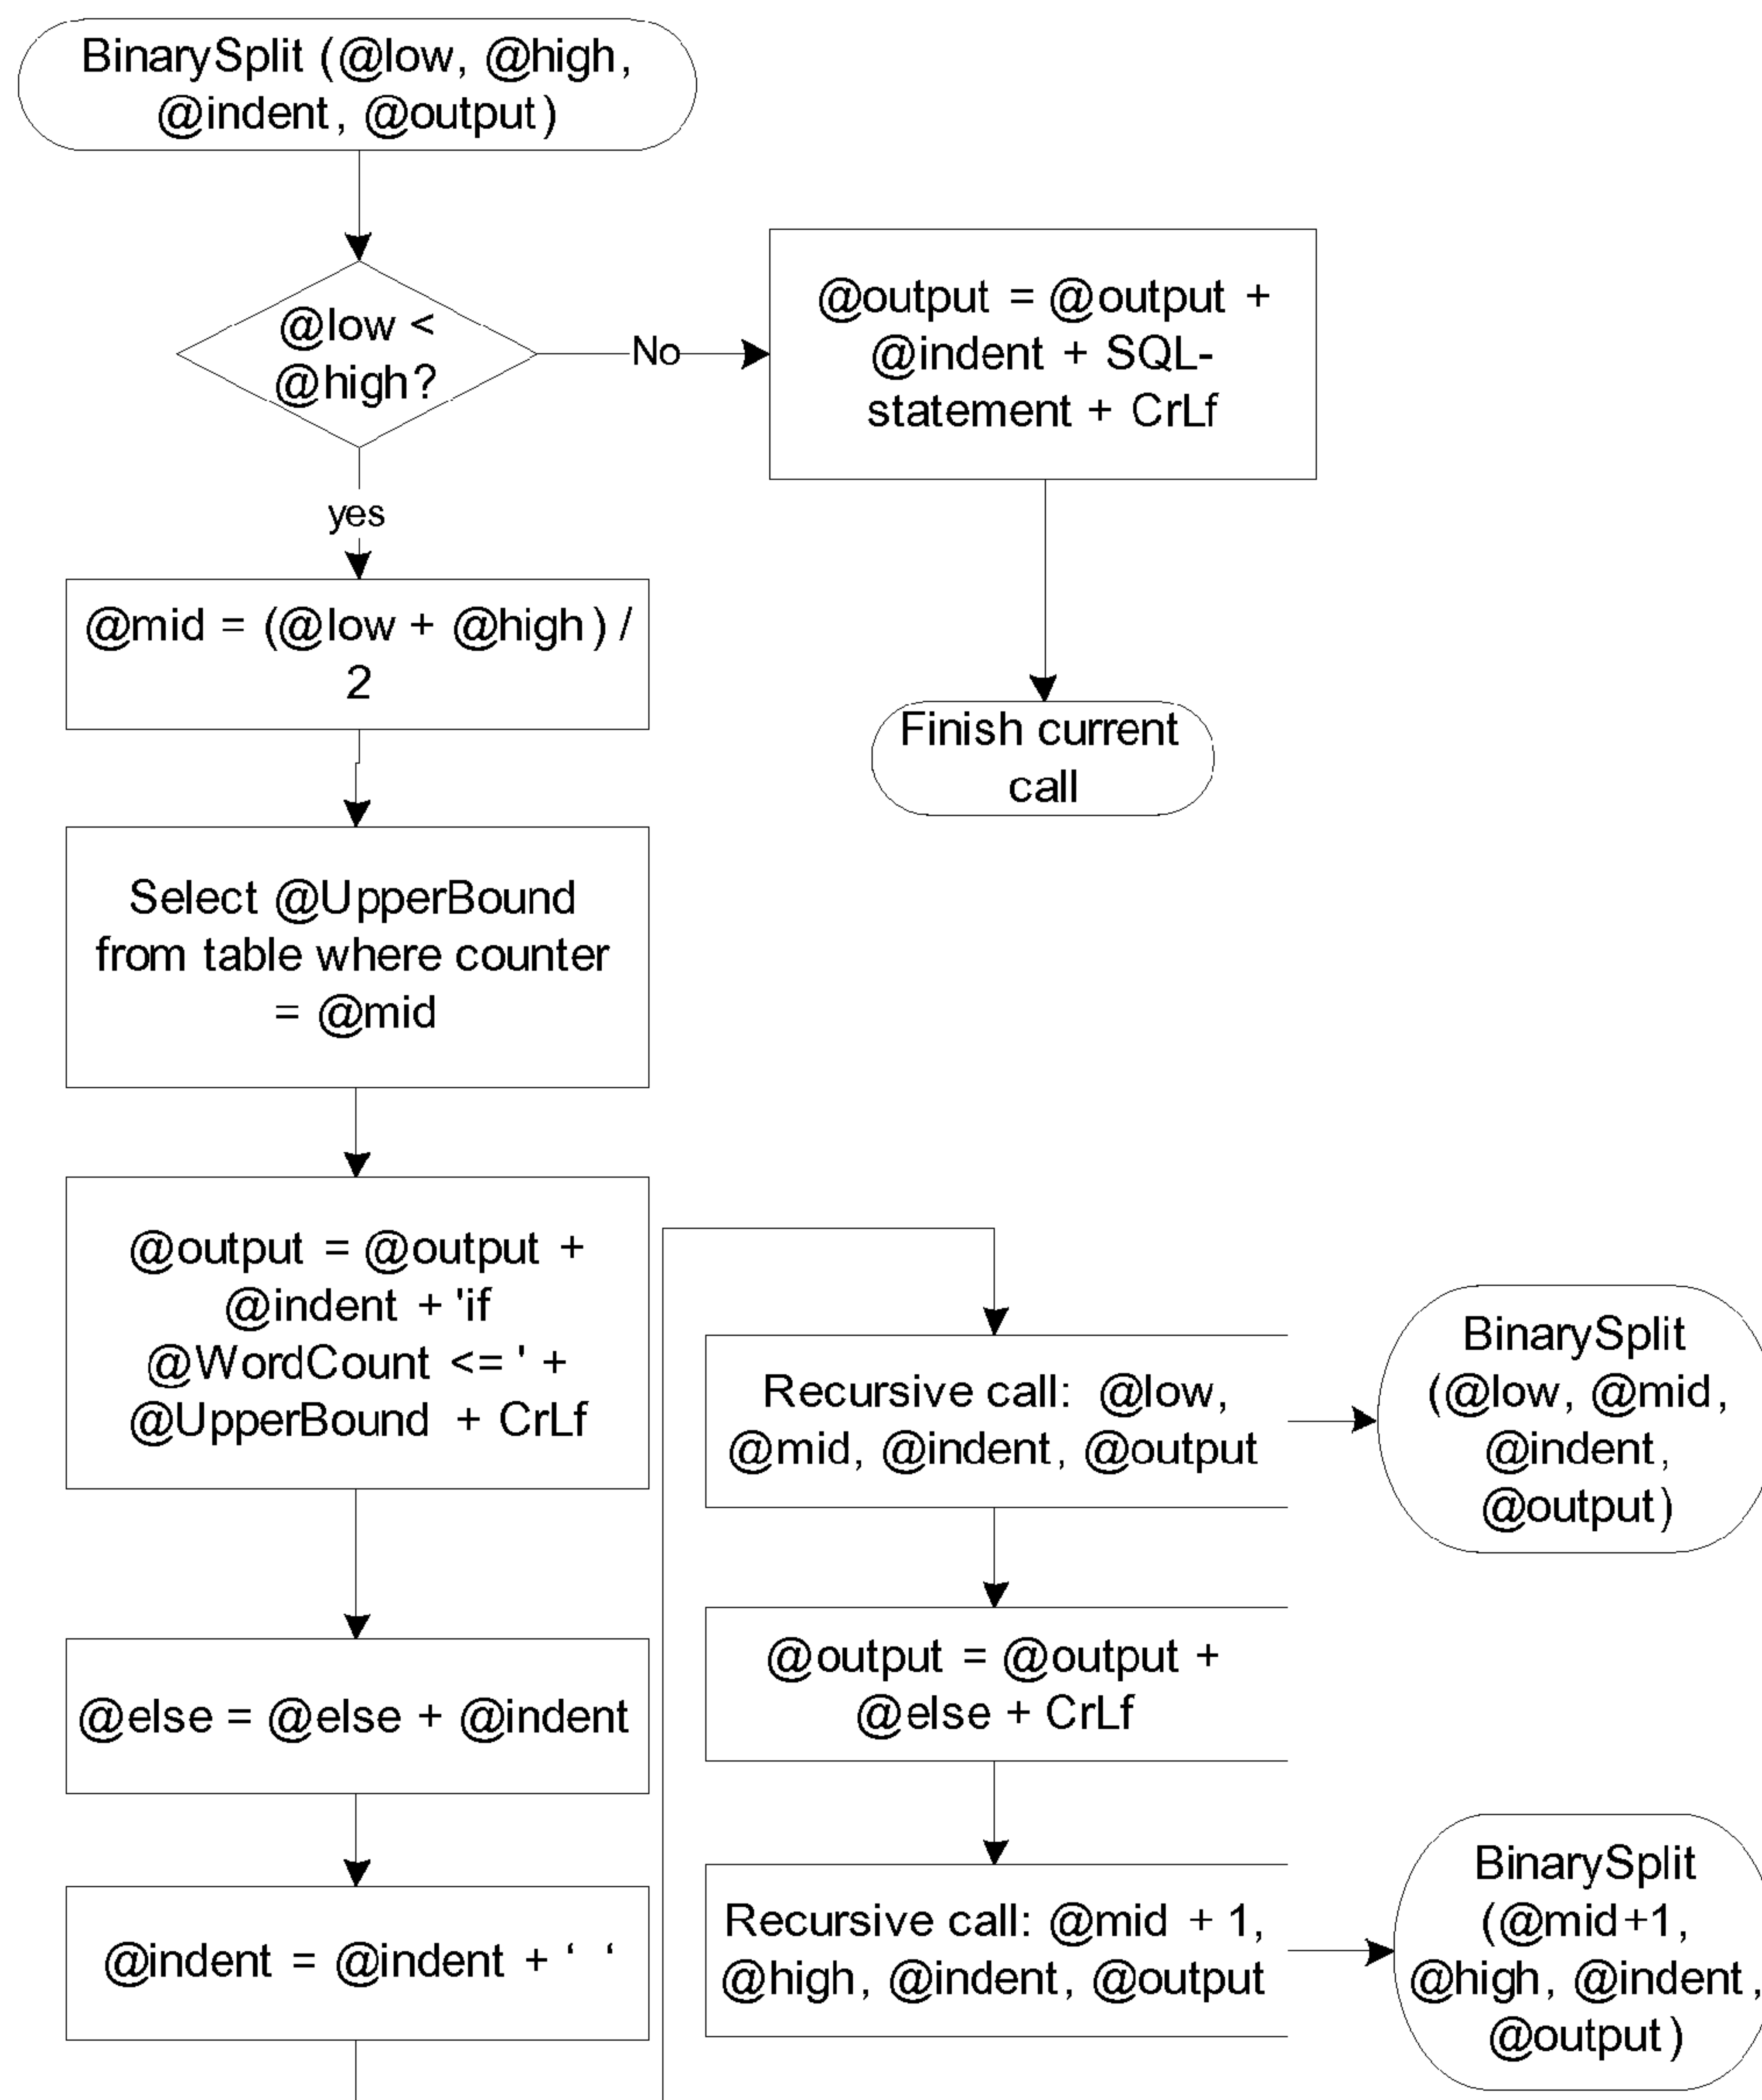 BinarySplit (@low, @high,
@indent, @output)
@low <
@high?
No
@output = @output +
@indent + SQL-
statement + CrLf
Finish current
call
yes
@mid = (@low + @high) /
2
Select @UpperBound
from table where counter
= @mid
@output = @output +
@indent + 'if
@WordCount <= ' +
@UpperBound + CrLf
@else = @else + @indent
@indent = @indent + ‘ ‘
Recursive call: @low,
@mid, @indent, @output
BinarySplit
(@low, @mid,
@indent,
@output)
@output = @output +
@else + CrLf
Recursive call: @mid + 1,
@high, @indent, @output
BinarySplit
(@mid+1,
@high, @indent,
@output)